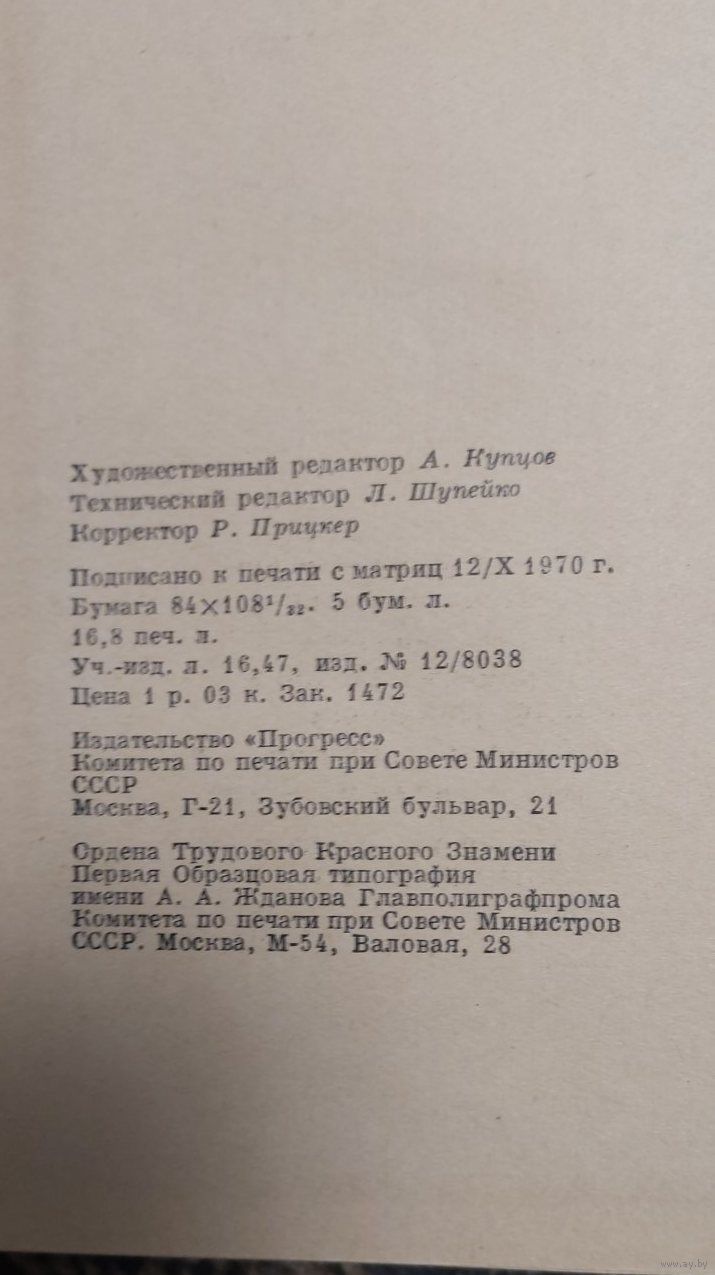 Художественный редактор А. Купцов
Технический редактор Л. Шупейко
Корректор Р. Прицкер
Подписано к печати с матриц 12/X 1970 г.
Бумага 84×108¹/₃₂. 5 бум. л.
16,8 печ. л.
Уч.-изд. л. 16,47, изд. № 12/8038
Цена 1 р. 03 к. Зак. 1472
Издательство «Прогресс»
Комитета по печати при Совете Министров
СССР
Москва, Г-21, Зубовский бульвар, 21
Ордена Трудового Красного Знамени
Первая Образцовая типография
имени А. А. Жданова Главполиграфпрома
Комитета по печати при Совете Министров
СССР. Москва, М-54, Валовая, 28
www.ay.by